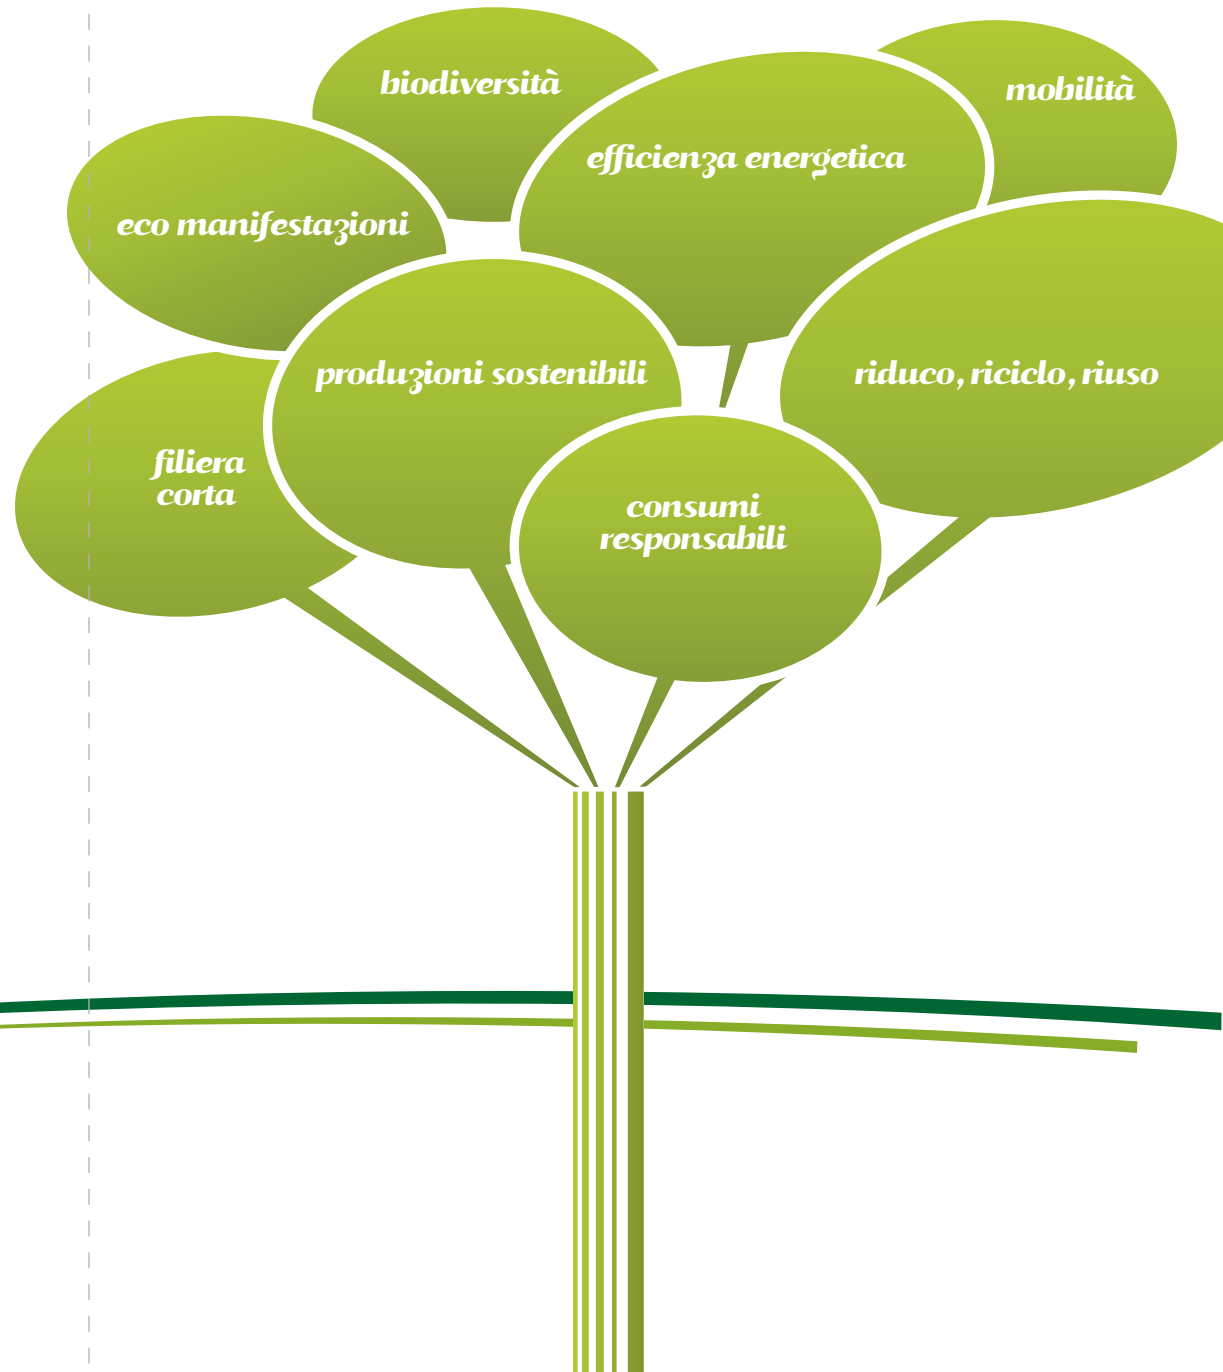 biodiversità
mobilità
efficienza energetica
eco manifestazioni
produzioni sostenibili
riduco, riciclo, riuso
filiera
corta
consumi
responsabili